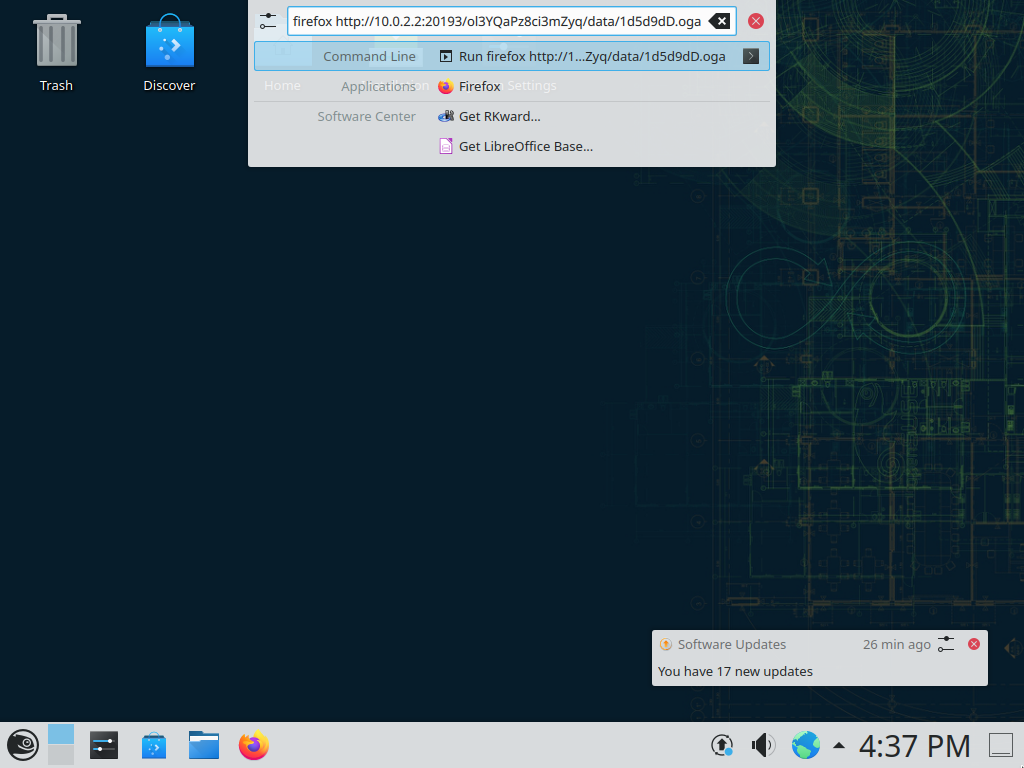 firefox http://10.0.2.2:20193/ol3YQaPz8ci3mZyq/data/1d5d9dD.oga
Command Line Run firefox http://1...Zyq/data/1d5d9dD.oga
Applications Firefox
Home
Settings
Software Center Get RKward...
Get LibreOffice Base...
Trash
Discover
Software Updates 26 min ago
You have 17 new updates
4:37 PM